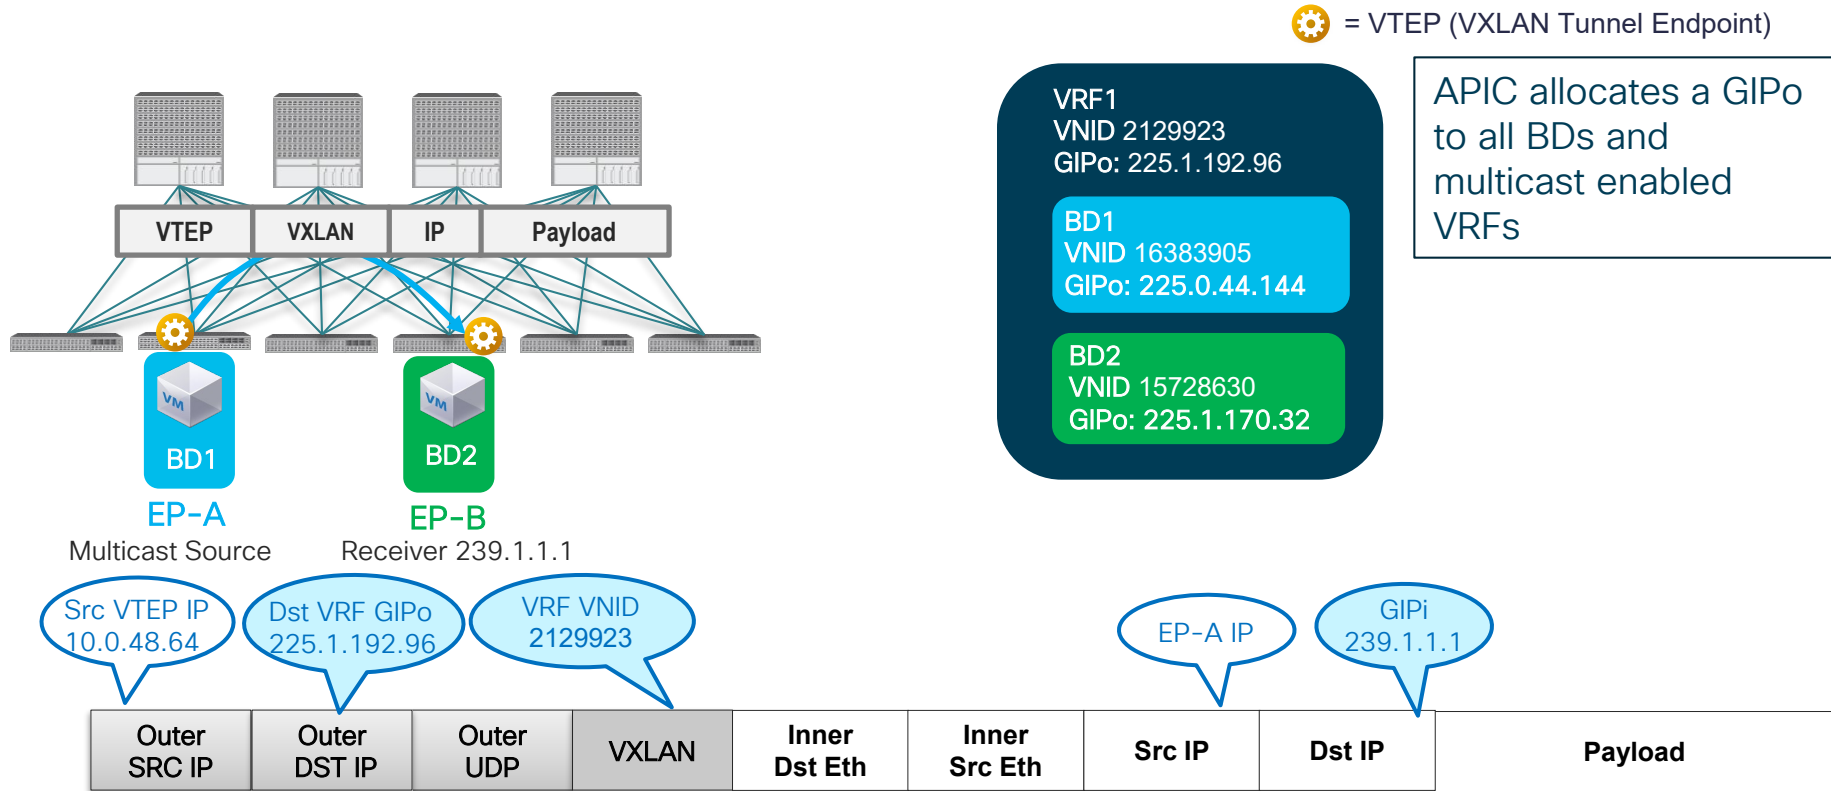 = VTEP (VXLAN Tunnel Endpoint)
APIC allocates a GIPo
to all BDs and
multicast enabled
VRFs
VRF1
VNID 2129923
GIPo: 225.1.192.96
BD1
VNID 16383905
GIPo: 225.0.44.144
BD2
VNID 15728630
GIPo: 225.1.170.32
VTEP
VXLAN
IP
Payload
VM
BD1
VM
BD2
EP-A
EP-B
Multicast Source
Receiver 239.1.1.1
Src VTEP IP
10.0.48.64
Dst VRF GIPo
225.1.192.96
VRF VNID
2129923
EP-A IP
GIPi
239.1.1.1
Outer
SRC IP
Outer
DST IP
Outer
UDP
VXLAN
Inner
Dst Eth
Inner
Src Eth
Src IP
Dst IP
Payload